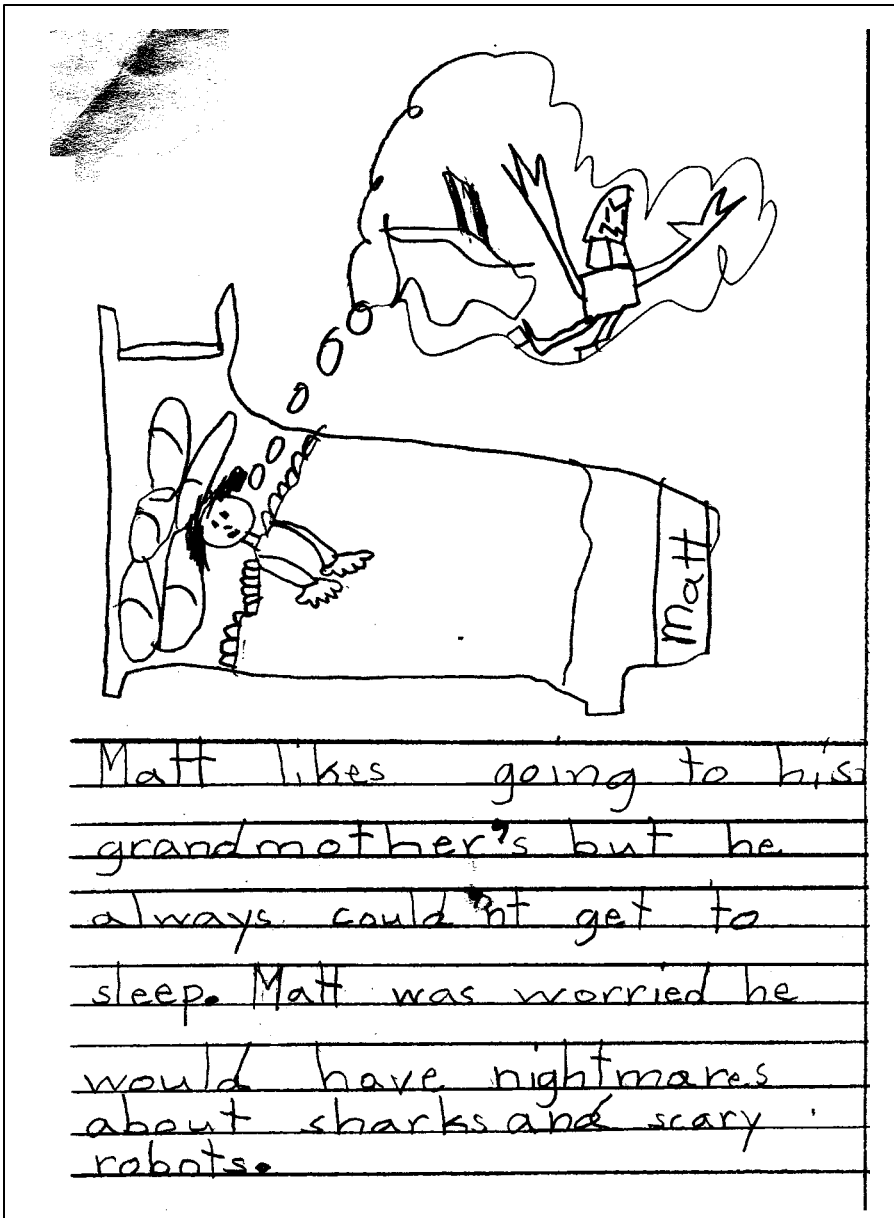 Matt
Matt likes going to his
grandmother's but he
always could'nt get to
sleep. Matt was worried he
would have nightmares
about sharks and scary
robots.